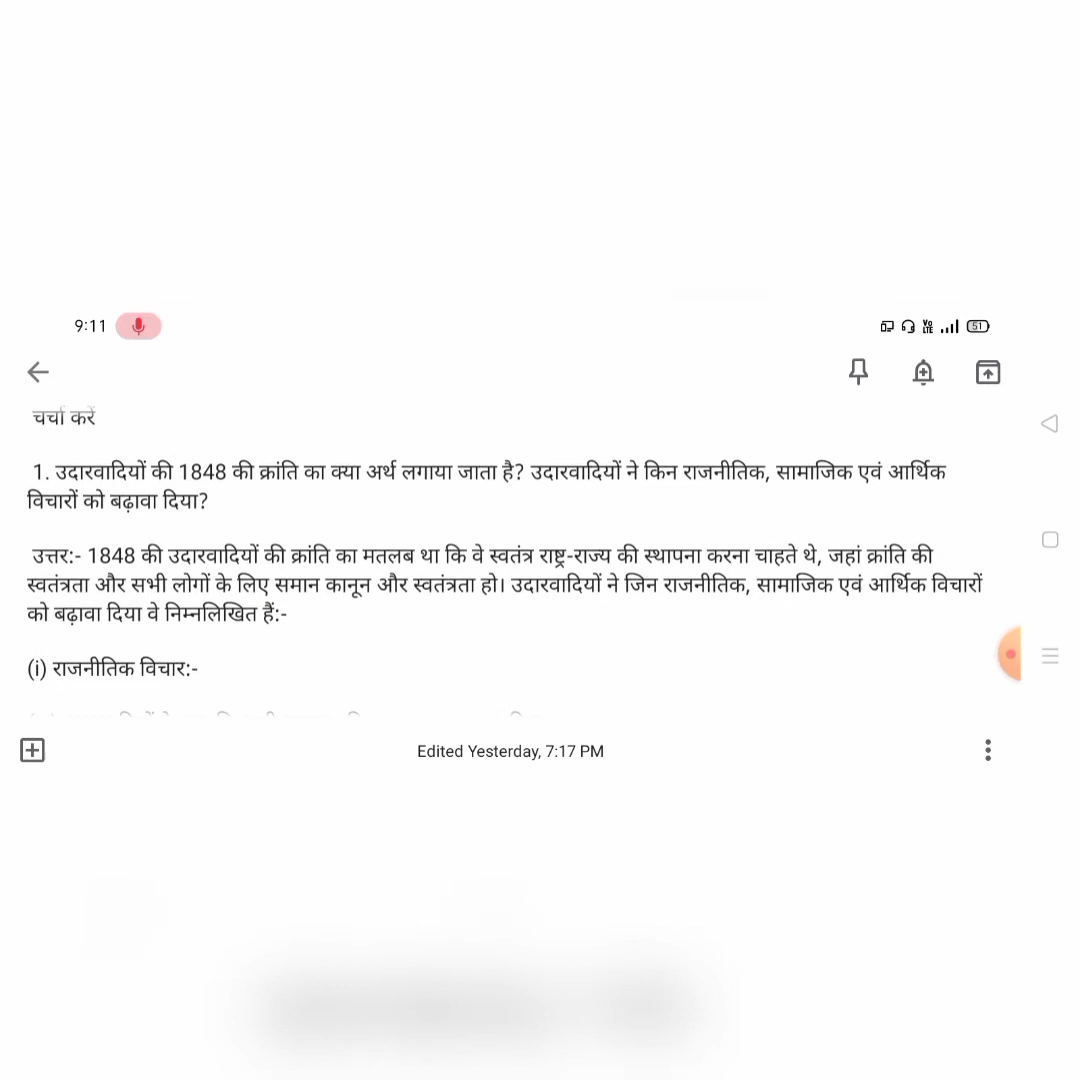 9:11
51
चर्चा करें
1. उदारवादियों की 1848 की क्रांति का क्या अर्थ लगाया जाता है? उदारवादियों ने किन राजनीतिक, सामाजिक एवं आर्थिक
विचारों को बढ़ावा दिया?
उत्तर:- 1848 की उदारवादियों की क्रांति का मतलब था कि वे स्वतंत्र राष्ट्र-राज्य की स्थापना करना चाहते थे, जहां क्रांति की
स्वतंत्रता और सभी लोगों के लिए समान कानून और स्वतंत्रता हो। उदारवादियों ने जिन राजनीतिक, सामाजिक एवं आर्थिक विचारों
को बढ़ावा दिया वे निम्नलिखित हैं:-
(i) राजनीतिक विचार:-
Edited Yesterday, 7:17 PM